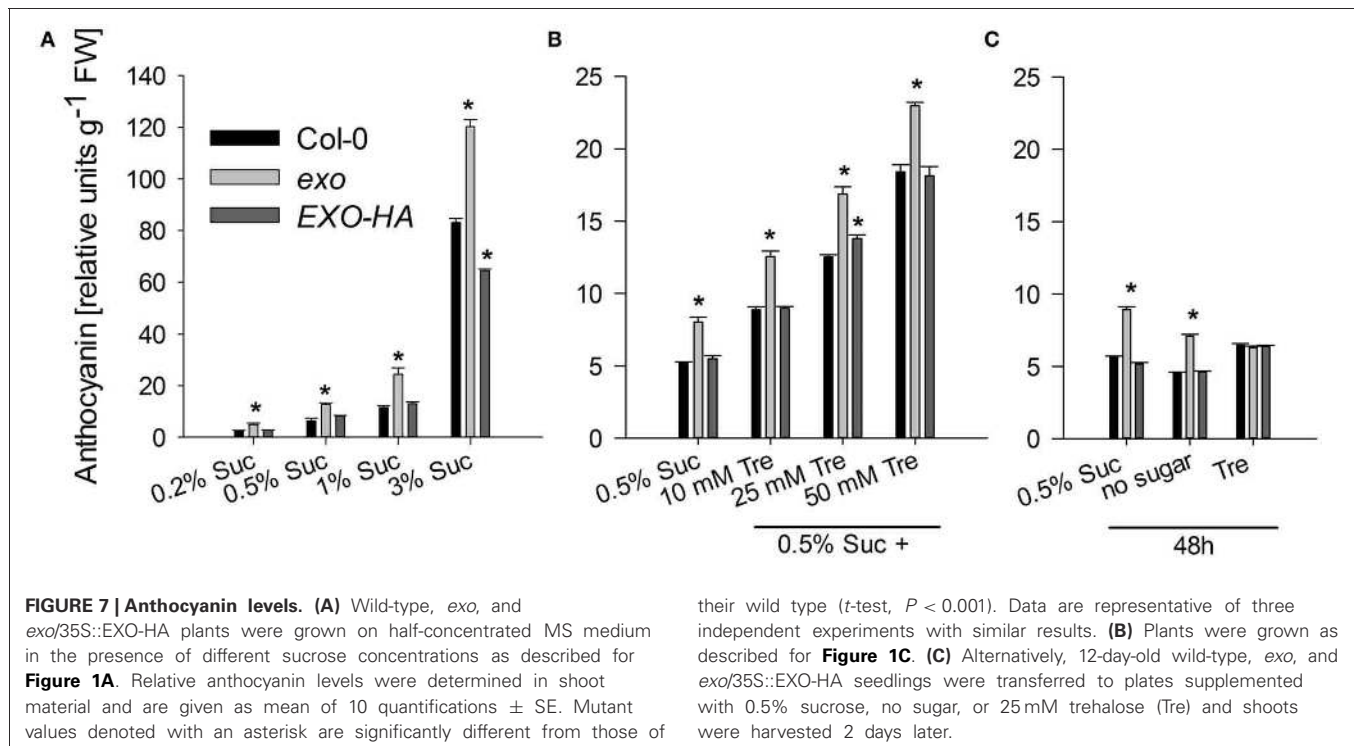 A
B
C
Anthocyanin [relative units g-1 FW]
140
120
100
80
60
40
20
0
Col-0
exo
EXO-HA
*
*
*
*
*
0.2% Suc
0.5% Suc
1% Suc
3% Suc
25
20
15
10
5
0
*
*
*
*
*
0.5% Suc
10 mM Tre
25 mM Tre
50 mM Tre
0.5% Suc +
25
20
15
10
5
0
*
*
0.5% Suc
no sugar
Tre
48h
FIGURE 7 | Anthocyanin levels. (A) Wild-type, exo, and
exo/35S::EXO-HA plants were grown on half-concentrated MS medium
in the presence of different sucrose concentrations as described for
Figure 1A. Relative anthocyanin levels were determined in shoot
material and are given as mean of 10 quantifications ± SE. Mutant
values denoted with an asterisk are significantly different from those of
their wild type (t-test, P < 0.001). Data are representative of three
independent experiments with similar results. (B) Plants were grown as
described for Figure 1C. (C) Alternatively, 12-day-old wild-type, exo, and
exo/35S::EXO-HA seedlings were transferred to plates supplemented
with 0.5% sucrose, no sugar, or 25 mM trehalose (Tre) and shoots
were harvested 2 days later.